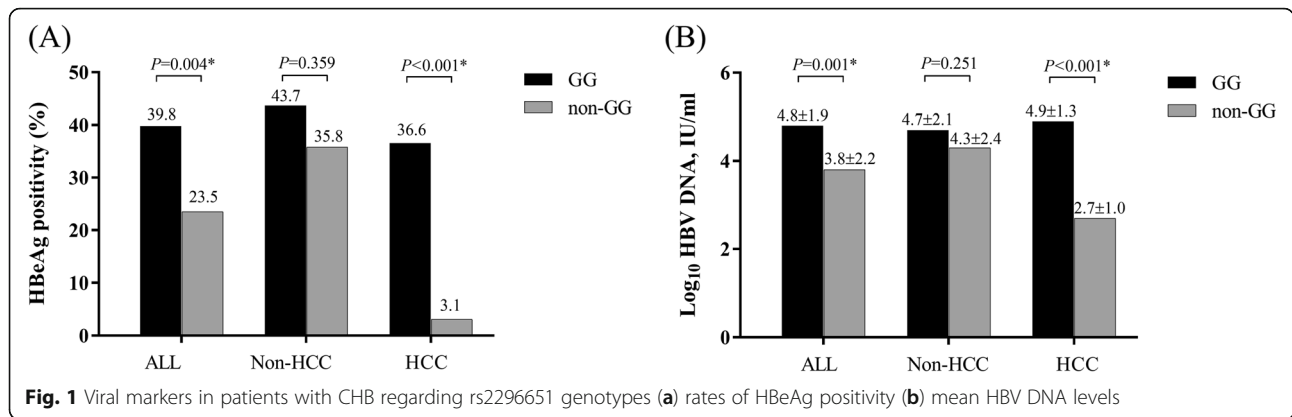 (A)
P=0.004*
P=0.359
P<0.001*
GG
non-GG
HBeAg positivity (%)
50
40
30
20
10
0
39.8
23.5
43.7
35.8
36.6
3.1
ALL
Non-HCC
HCC
(B)
P=0.001*
P=0.251
P<0.001*
GG
non-GG
Log10 HBV DNA, IU/ml
6
4
2
0
4.8±1.9
3.8±2.2
4.7±2.1
4.3±2.4
4.9±1.3
2.7±1.0
ALL
Non-HCC
HCC
Fig. 1 Viral markers in patients with CHB regarding rs2296651 genotypes (a) rates of HBeAg positivity (b) mean HBV DNA levels